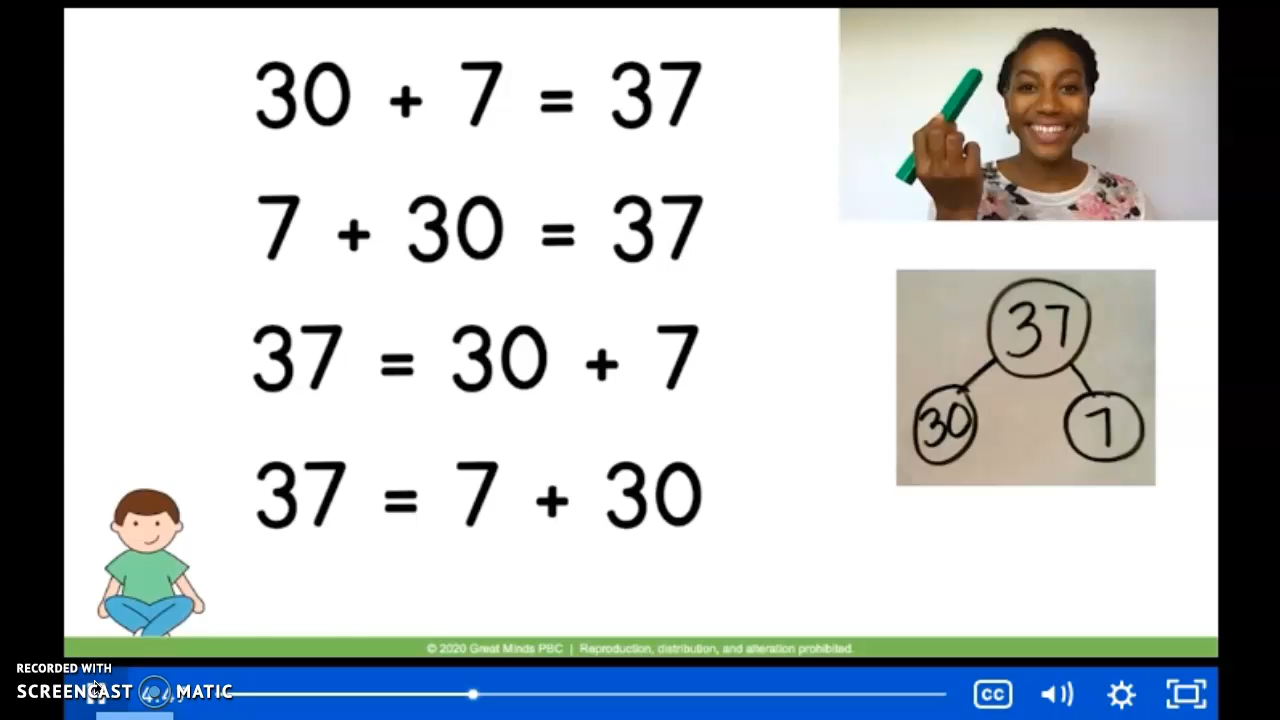 30 + 7 = 37
7 + 30 = 37
37 = 30 + 7
37 = 7 + 30
37
30
7
© 2020 Great Minds PBC | Reproduction, distribution, and alteration prohibited.
RECORDED WITH
SCREENCAST MATIC
CC